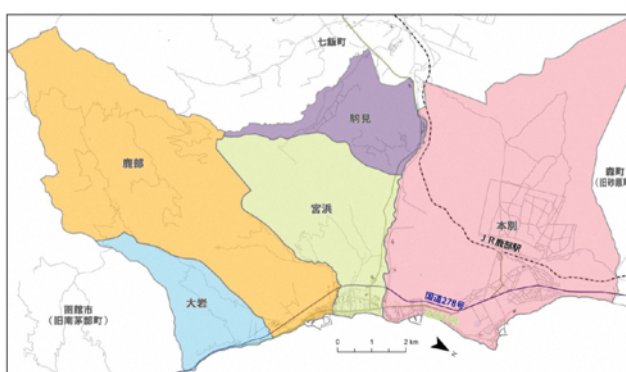 七飯町
駒見
鹿部
宮浜
霞町
(旧砂原町
本別
JR鹿部駅
国道278号
大岩
函館市
(旧南茅部町)
0 1 2 km
N